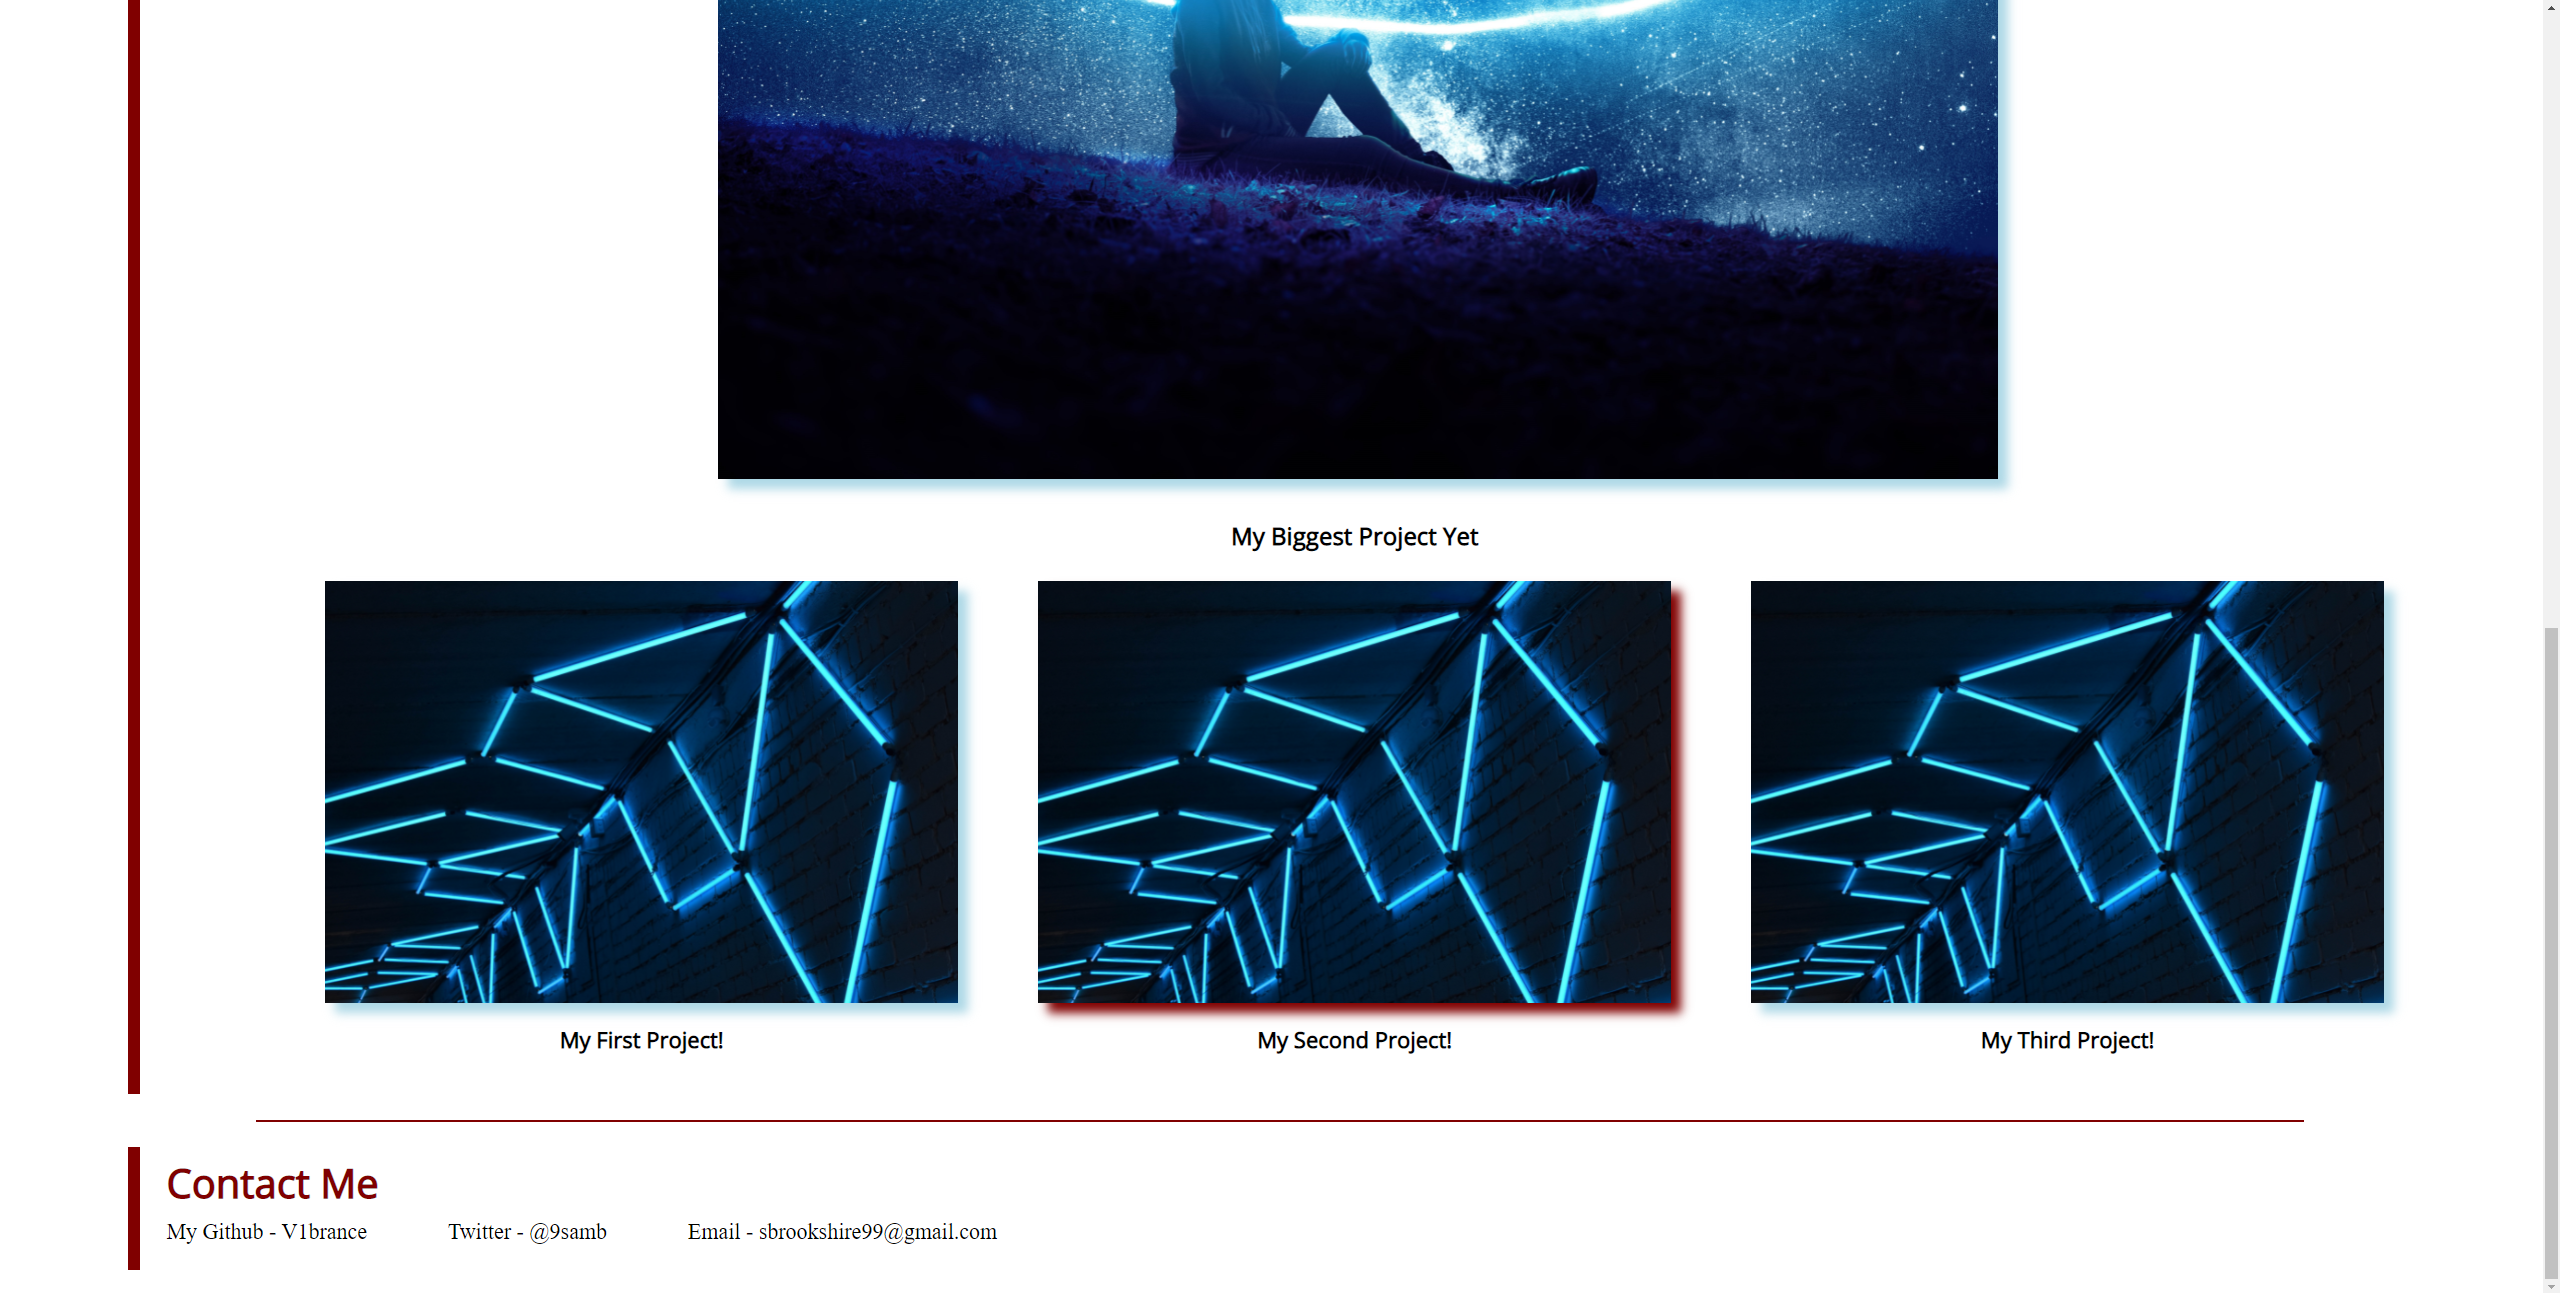 My Biggest Project Yet
My First Project!
My Second Project!
My Third Project!
Contact Me
My Github - V1brance
Twitter - @9samb
Email - sbrookshire99@gmail.com